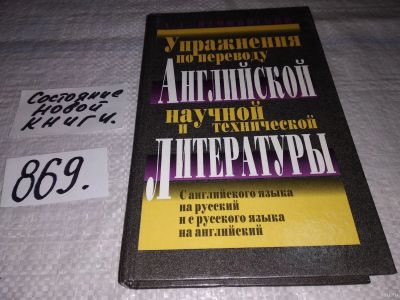 Состояние
новой
книги.
869.
Упражнения
по переводу
Английской
научной
и технической
Литературы
С английского языка
на русский
и с русского языка
на английский